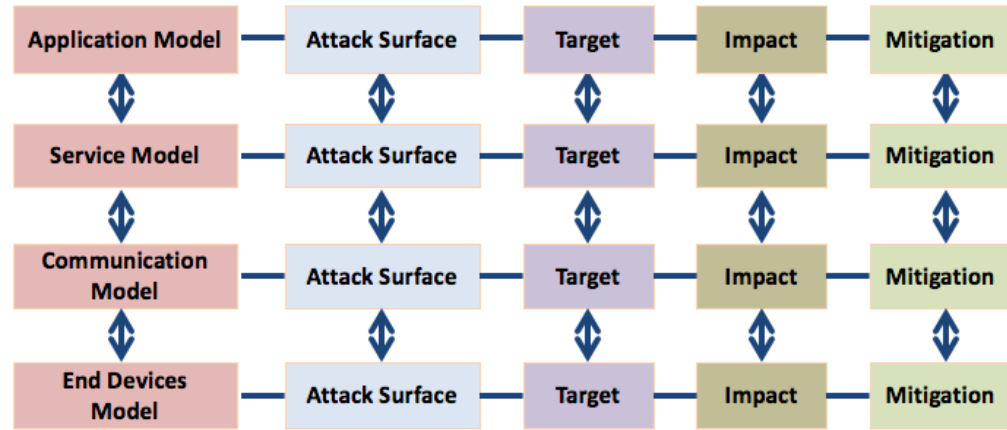 Application Model
Attack Surface
Target
Impact
Mitigation
Service Model
Attack Surface
Target
Impact
Mitigation
Communication
Model
Attack Surface
Target
Impact
Mitigation
End Devices
Model
Attack Surface
Target
Impact
Mitigation